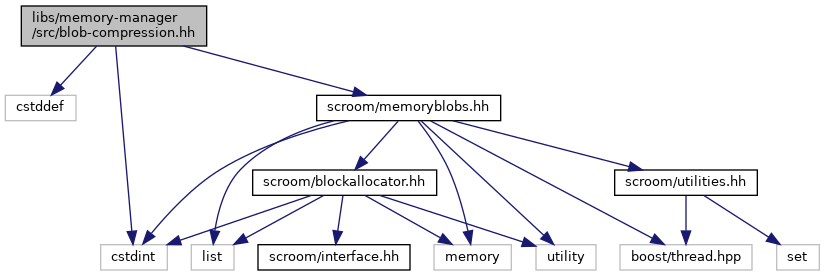 libs/memory-manager
/src/blob-compression.hh
cstddef
scroom/memoryblobs.hh
scroom/blockallocator.hh
scroom/utilities.hh
cstdint
list
scroom/interface.hh
memory
utility
boost/thread.hpp
set